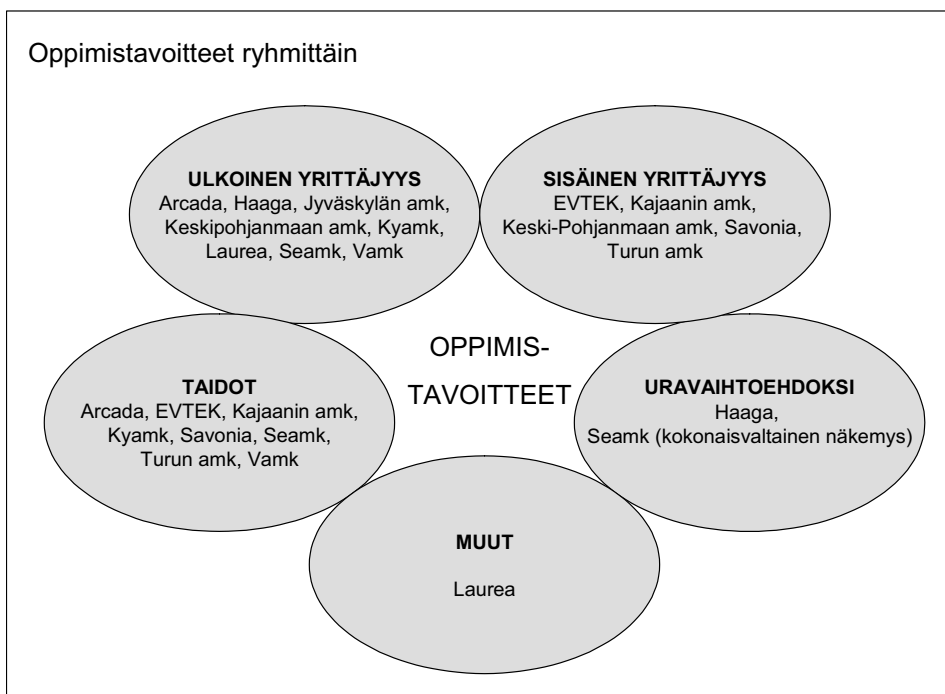 Oppimistavoitteet ryhmittäin
ULKOINEN YRITTÄJYYS
Arcada, Haaga, Jyväskylän amk,
Keskipohjanmaan amk, Kyamk,
Laurea, Seamk, Vamk
SISÄINEN YRITTÄJYYS
EVTEK, Kajaanin amk,
Keski-Pohjanmaan amk, Savonia,
Turun amk
OPPIMIS-
TAVOITTEET
TAIDOT
Arcada, EVTEK, Kajaanin amk,
Kyamk, Savonia, Seamk,
Turun amk, Vamk
URAVAIHTOEHDOKSI
Haaga,
Seamk (kokonaisvaltainen näkemys)
MUUT
Laurea